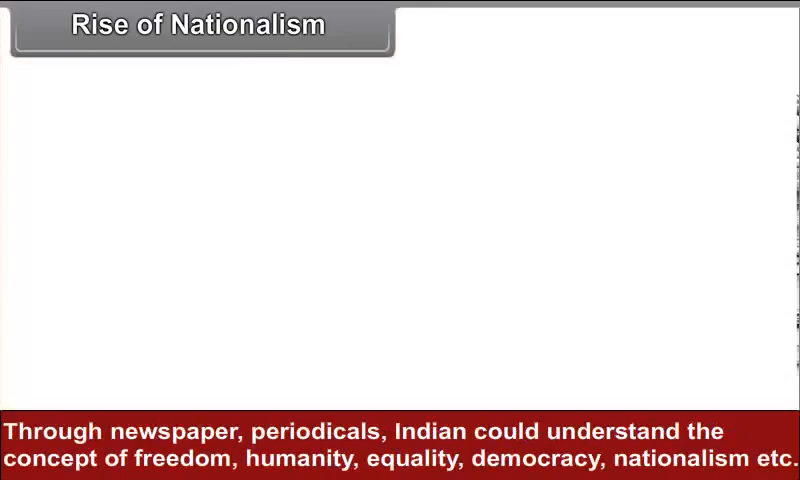 Rise of Nationalism
Through newspaper, periodicals, Indian could understand the
concept of freedom, humanity, equality, democracy, nationalism etc.